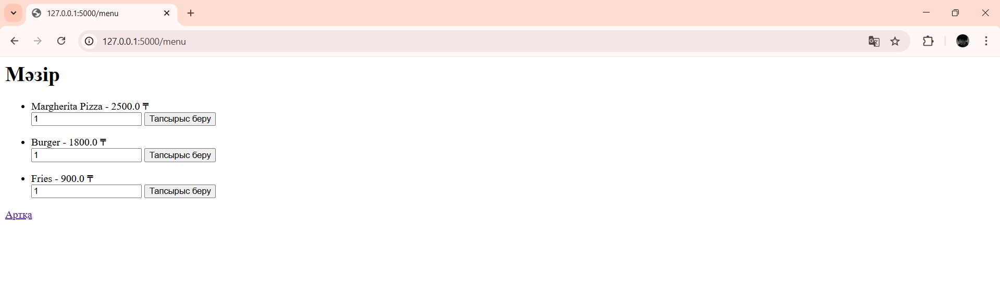 127.0.0.1:5000/menu
127.0.0.1:5000/menu
Мәзір
Margherita Pizza - 2500.0 ₸
1 Тапсырыс беру
Burger - 1800.0 ₸
1 Тапсырыс беру
Fries - 900.0 ₸
1 Тапсырыс беру
Артқа